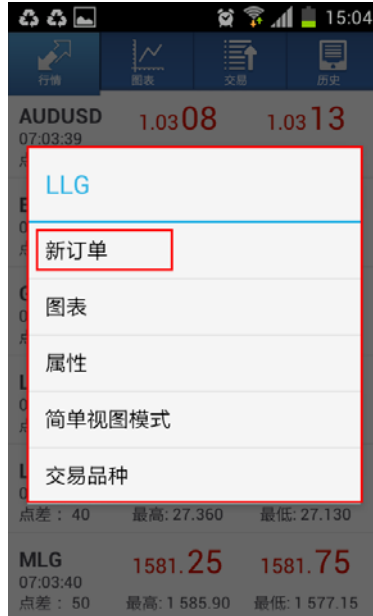 15:04
行情 图表 交易 历史
AUDUSD 1.0308 1.0313
07:03:39
LLG
新订单
图表
属性
简单视图模式
交易品种
点差： 40 最高: 27.360 最低: 27.130
MLG 1581.25 1581.75
07:03:40
点差： 50 最高: 1 585.90 最低: 1 577.15